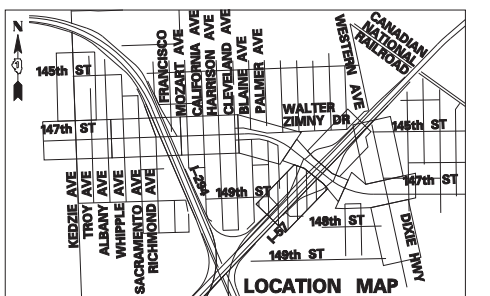 N
FRANCISCO
MOZART AVE
CALIFORNIA AVE
HARRISON AVE
CLEVELAND AVE
BLAINE AVE
PALMER AVE
WESTERN AVE
CANADIAN
NATIONAL
RAILROAD
145th ST
WALTER
ZIMNY DR
147th ST
145th ST
KEDZIE AVE
TROY AVE
ALBANY AVE
WHIPPLE AVE
SACRAMENTO AVE
RICHMOND AVE
I-294
149th ST
147th ST
I-57
148th ST
DIXIE HWY
149th ST
LOCATION MAP